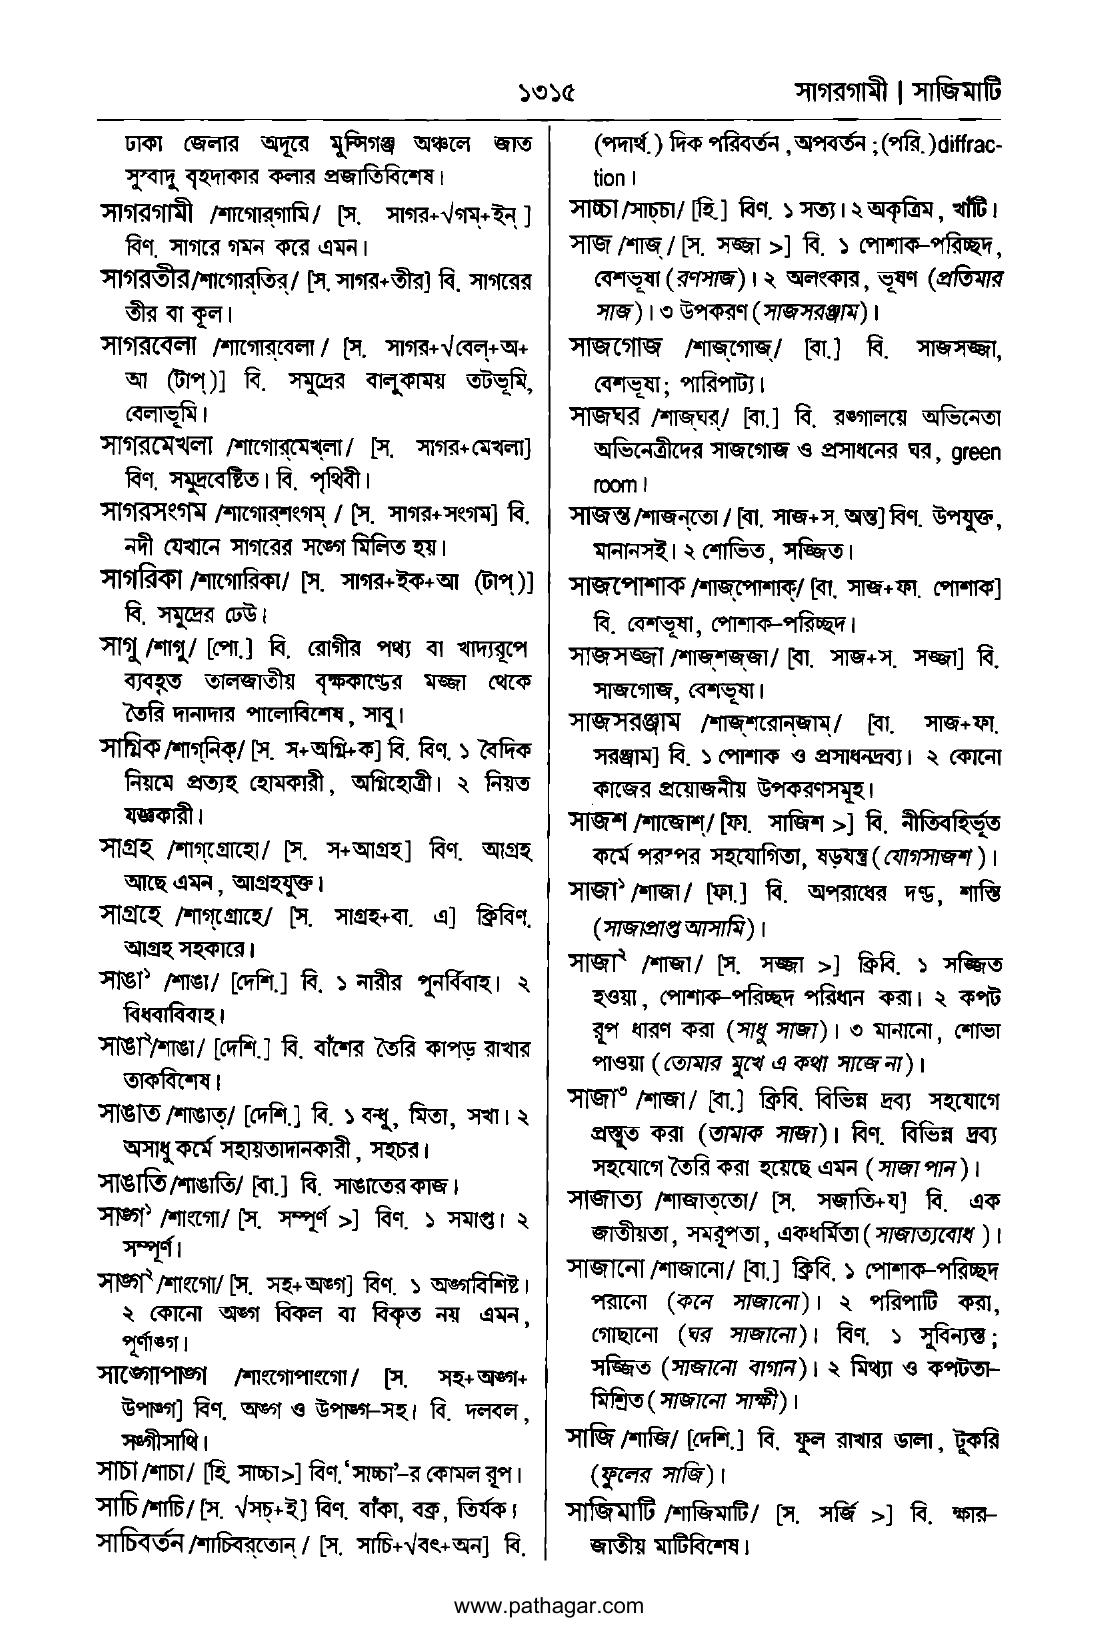 ১৩১৫
সাগরগামী | সাজিমাটি
ঢাকা জেলার অদূরে মুন্সিগঞ্জ অঞ্চলে জাত
সুস্বাদু বৃহদাকার কলার প্রজাতিবিশেষ।
সাগরগামী /শাগোর্‌গামি/ [স. সাগর+√গম্+ইন্ ]
বিণ. সাগরে গমন করে এমন।
সাগরতীর/শাগোর্‌তির্/ [স. সাগর+তীর] বি. সাগরের
তীর বা কূল।
সাগরবেলা /শাগোর্‌বেলা/ [স. সাগর+√বেল্+অ+
আ (টাপ্)] বি. সমুদ্রের বালুকাময় তটভূমি,
বেলাভূমি।
সাগরমেখলা /শাগোর্‌মেখ্‌লা/ [স. সাগর+মেখলা]
বিণ. সমুদ্রবেষ্টিত। বি. পৃথিবী।
সাগরসংগম /শাগোর্‌শংগম্ / [স. সাগর+সংগম] বি.
নদী যেখানে সাগরের সঙ্গে মিলিত হয়।
সাগরিকা /শাগোরিকা/ [স. সাগর+ইক+আ (টাপ্)]
বি. সমুদ্রের ঢেউ।
সাগু /শাগু/ [পো.] বি. রোগীর পথ্য বা খাদ্যরূপে
ব্যবহৃত তালজাতীয় বৃক্ষকাণ্ডের মজ্জা থেকে
তৈরি দানাদার পালোবিশেষ, সাবু।
সাগ্নিক /শাগ্‌নিক্/ [স. স+অগ্নি+ক] বি. বিণ. ১ বৈদিক
নিয়মে প্রত্যহ হোমকারী, অগ্নিহোত্রী। ২ নিয়ত
যজ্ঞকারী।
সাগ্রহ /শাগ্‌গ্রোহো/ [স. স+আগ্রহ] বিণ. আগ্রহ
আছে এমন, আগ্রহযুক্ত।
সাগ্রহে /শাগ্‌গ্রোহে/ [স. সাগ্রহ+বা. এ] ক্রিবিণ.
আগ্রহ সহকারে।
সাঙা১ /শাঙা/ [দেশি.] বি. ১ নারীর পুনর্বিবাহ। ২
বিধবাবিবাহ।
সাঙা২/শাঙা/ [দেশি.] বি. বাঁশের তৈরি কাপড় রাখার
তাকবিশেষ।
সাঙাত /শাঙাত্/ [দেশি.] বি. ১ বন্ধু, মিতা, সখা। ২
অসাধু কর্মে সহায়তাদানকারী, সহচর।
সাঙাতি /শাঙাতি/ [বা.] বি. সাঙাতের কাজ।
সাঙ্গ১ /শাংগো/ [স. সম্পূর্ণ >] বিণ. ১ সমাপ্ত। ২
সম্পূর্ণ।
সাঙ্গ২ /শাংগো/ [স. সহ+অঙ্গ] বিণ. ১ অঙ্গবিশিষ্ট।
২ কোনো অঙ্গ বিকল বা বিকৃত নয় এমন,
পূর্ণাঙ্গ।
সাঙ্গোপাঙ্গ /শাংগোপাংগো/ [স. সহ+অঙ্গ+
উপাঙ্গ] বিণ. অঙ্গ ও উপাঙ্গ-সহ। বি. দলবল,
সঙ্গীসাথি।
সাচা /শাচা/ [হি. সাচ্চা>] বিণ. ‘সাচ্চা’-র কোমল রূপ।
সাচি /শাচি/ [স. √সচ্+ই] বিণ. বাঁকা, বক্র, তির্যক।
সাচিবর্তন /শাচিবর্‌তোন্ / [স. সাচি+√বৎ+অন] বি.
(পদার্থ.) দিক পরিবর্তন, অপবর্তন; (পরি.)diffrac-
tion।
সাচ্চা /সাচ্‌চা/ [হি.] বিণ. ১ সত্য। ২ অকৃত্রিম, খাঁটি।
সাজ /শাজ্/ [স. সজ্জা >] বি. ১ পোশাক-পরিচ্ছদ,
বেশভূষা (রণসাজ)। ২ অলংকার, ভূষণ (প্রতিমার
সাজ)। ৩ উপকরণ (সাজসরঞ্জাম)।
সাজগোজ /শাজ্‌গোজ্/ [বা.] বি. সাজসজ্জা,
বেশভূষা; পারিপাট্য।
সাজঘর /শাজ্‌ঘর্/ [বা.] বি. রঙ্গালয়ে অভিনেতা
অভিনেত্রীদের সাজগোজ ও প্রসাধনের ঘর, green
room।
সাজন্ত /শাজন্‌তো/ [বা. সাজ+স. অন্ত] বিণ. উপযুক্ত,
মানানসই। ২ শোভিত, সজ্জিত।
সাজপোশাক /শাজ্‌পোশাক্/ [বা. সাজ+ফা. পোশাক]
বি. বেশভূষা, পোশাক-পরিচ্ছদ।
সাজসজ্জা /শাজ্‌শজ্‌জা/ [বা. সাজ+স. সজ্জা] বি.
সাজগোজ, বেশভূষা।
সাজসরঞ্জাম /শাজ্‌শরোন্‌জাম্/ [বা. সাজ+ফা.
সরঞ্জাম] বি. ১ পোশাক ও প্রসাধনদ্রব্য। ২ কোনো
কাজের প্রয়োজনীয় উপকরণসমূহ।
সাজশ /শাজোশ্/ [ফা. সাজিশ >] বি. নীতিবহির্ভূত
কর্মে পরস্পর সহযোগিতা, ষড়যন্ত্র (যোগসাজশ )।
সাজা১ /শাজা/ [ফা.] বি. অপরাধের দণ্ড, শাস্তি
(সাজাপ্রাপ্ত আসামি)।
সাজা২ /শাজা/ [স. সজ্জা >] ক্রিবি. ১ সজ্জিত
হওয়া, পোশাক-পরিচ্ছদ পরিধান করা। ২ কপট
রূপ ধারণ করা (সাধু সাজা)। ৩ মানানো, শোভা
পাওয়া (তোমার মুখে এ কথা সাজে না)।
সাজা৩ /শাজা/ [বা.] ক্রিবি. বিভিন্ন দ্রব্য সহযোগে
প্রস্তুত করা (তামাক সাজা)। বিণ. বিভিন্ন দ্রব্য
সহযোগে তৈরি করা হয়েছে এমন (সাজা পান)।
সাজাত্য /শাজাত্‌তো/ [স. সজাতি+য] বি. এক
জাতীয়তা, সমরূপতা, একধর্মিতা (সাজাত্যবোধ )।
সাজানো /শাজানো/ [বা.] ক্রিবি. ১ পোশাক-পরিচ্ছদ
পরানো (কনে সাজানো)। ২ পরিপাটি করা,
গোছানো (ঘর সাজানো)। বিণ. ১ সুবিন্যস্ত;
সজ্জিত (সাজানো বাগান)। ২ মিথ্যা ও কপটতা-
মিশ্রিত (সাজানো সাক্ষী)।
সাজি /শাজি/ [দেশি.] বি. ফুল রাখার ডালা, টুকরি
(ফুলের সাজি)।
সাজিমাটি /শাজিমাটি/ [স. সর্জি >] বি. ক্ষার-
জাতীয় মাটিবিশেষ।
www.pathagar.com